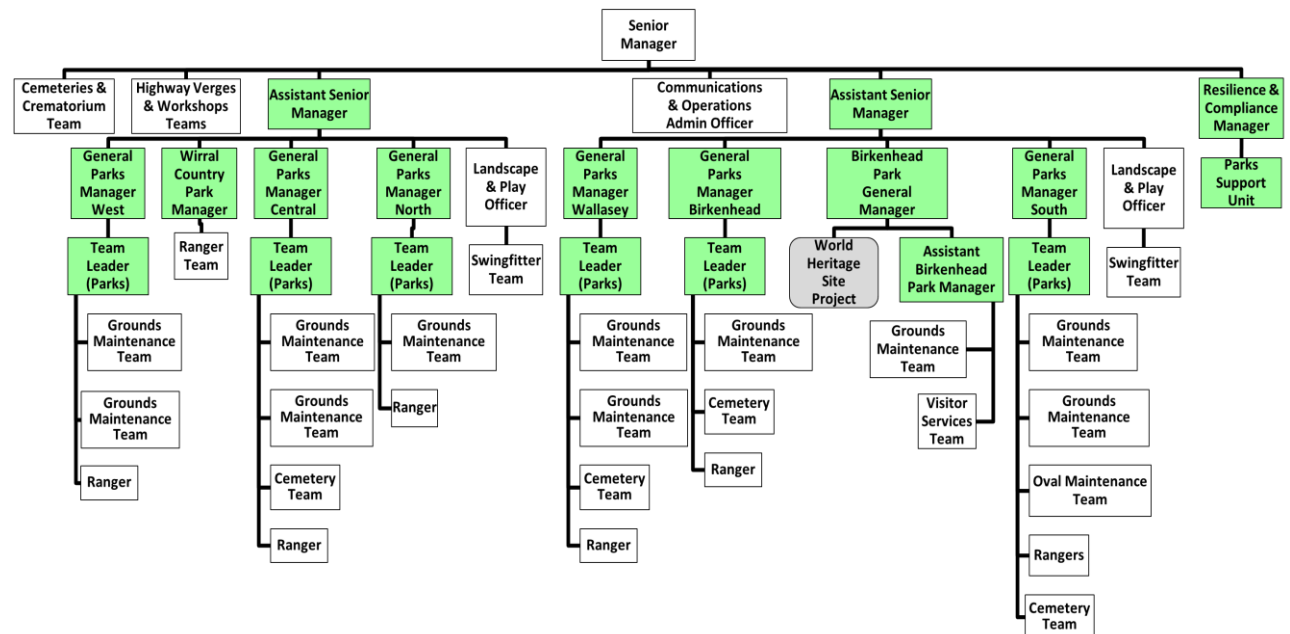 Senior
Manager
Cemeteries &
Crematorium
Team
Highway Verges
& Workshops
Teams
Assistant Senior
Manager
Communications
& Operations
Admin Officer
Assistant Senior
Manager
Resilience &
Compliance
Manager
General
Parks
Manager
West
Wirral
Country
Park
Manager
General
Parks
Manager
Central
General
Parks
Manager
North
Landscape
& Play
Officer
General
Parks
Manager
Wallasey
General
Parks
Manager
Birkenhead
Birkenhead
Park
General
Manager
General
Parks
Manager
South
Landscape
& Play
Officer
Parks
Support
Unit
Team
Leader
(Parks)
Ranger
Team
Team
Leader
(Parks)
Team
Leader
(Parks)
Swingfitter
Team
Team
Leader
(Parks)
Team
Leader
(Parks)
World
Heritage
Site
Project
Assistant
Birkenhead
Park Manager
Team
Leader
(Parks)
Swingfitter
Team
Grounds
Maintenance
Team
Grounds
Maintenance
Team
Grounds
Maintenance
Team
Grounds
Maintenance
Team
Grounds
Maintenance
Team
Grounds
Maintenance
Team
Grounds
Maintenance
Team
Grounds
Maintenance
Team
Grounds
Maintenance
Team
Ranger
Grounds
Maintenance
Team
Cemetery
Team
Visitor
Services
Team
Grounds
Maintenance
Team
Ranger
Cemetery
Team
Cemetery
Team
Ranger
Oval Maintenance
Team
Ranger
Ranger
Rangers
Cemetery
Team